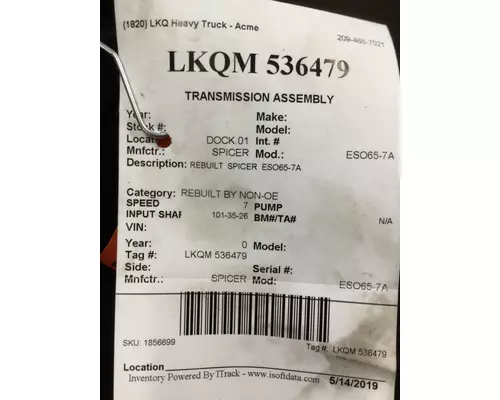 (1820) LKQ Heavy Truck - Acme
209-466-7021
LKQM 536479
TRANSMISSION ASSEMBLY
Year: Make:
Stock #: Model:
Location: DOCK.01 Int. #
Mnfctr.: SPICER Mod.: ESO65-7A
Description: REBUILT SPICER ESO65-7A
Category: REBUILT BY NON-OE
SPEED 7 PUMP
INPUT SHAF 101-35-26 BM#/TA# N/A
VIN:
Year: 0 Model:
Tag #: LKQM 536479
Side: Serial #:
Mnfctr.: SPICER Mod: ESO65-7A
SKU: 1856699 Tag #: LKQM 536479
Location
Inventory Powered By ITrack - www.isoftdata.com 5/14/2019